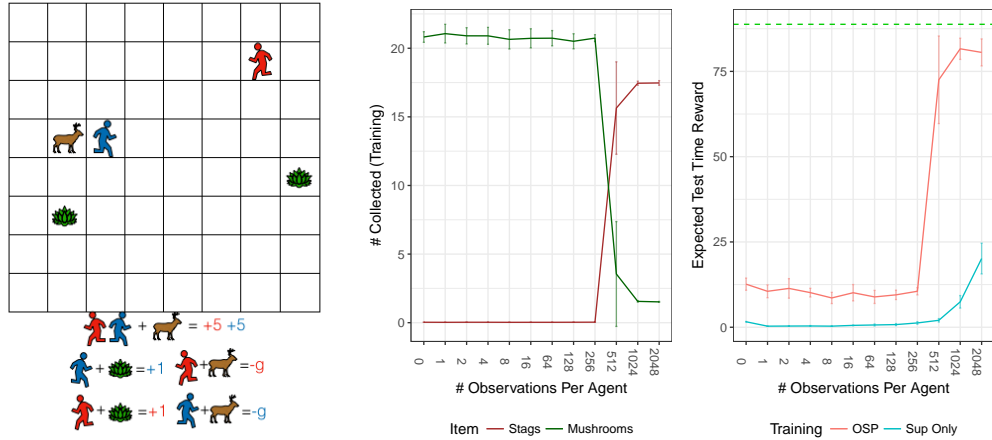 = +5 +5
+ =+1 + =-g
+ =+1 + =-g
# Collected (Training)
20
15
10
5
0
0 1 2 4 8 16 32 64 128 256 512 1024 2048
# Observations Per Agent
Item Stags Mushrooms
Expected Test Time Reward
75
50
25
0
0 1 2 4 8 16 32 64 128 256 512 1024 2048
# Observations Per Agent
Training OSP Sup Only